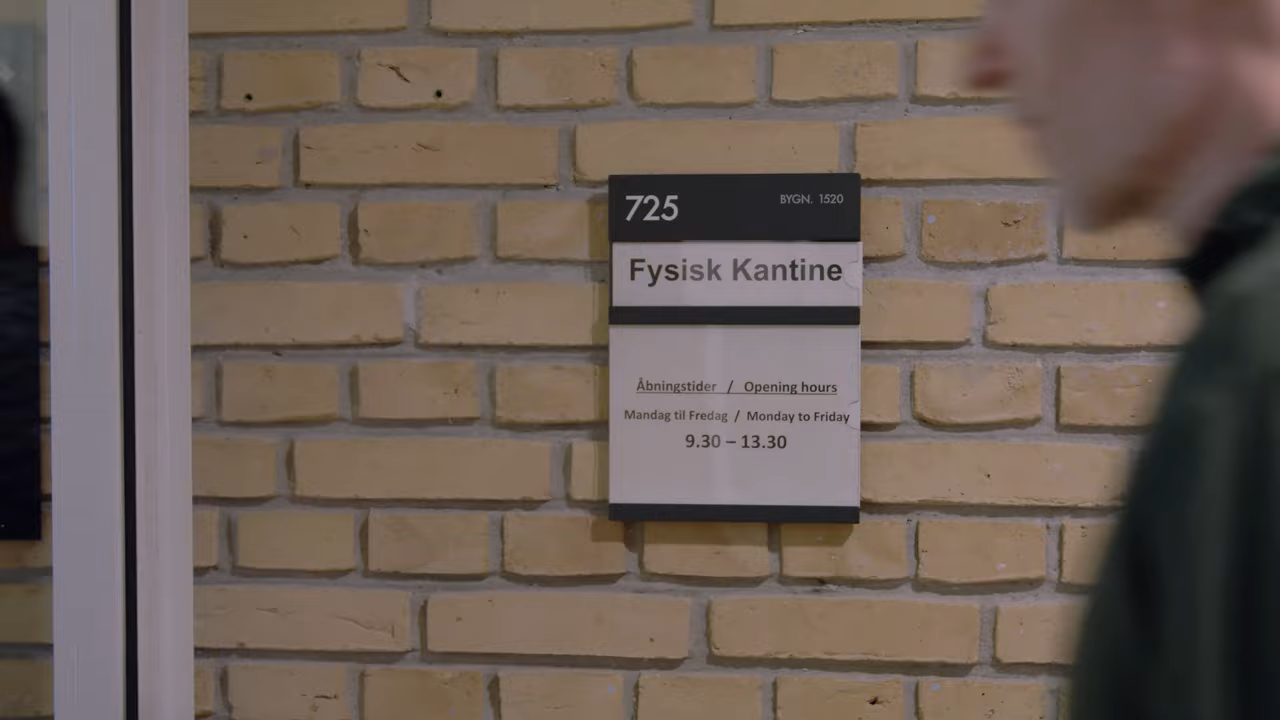 725 BYGN. 1520
Fysisk Kantine
Åbningstider / Opening hours
Mandag til Fredag / Monday to Friday
9.30 – 13.30